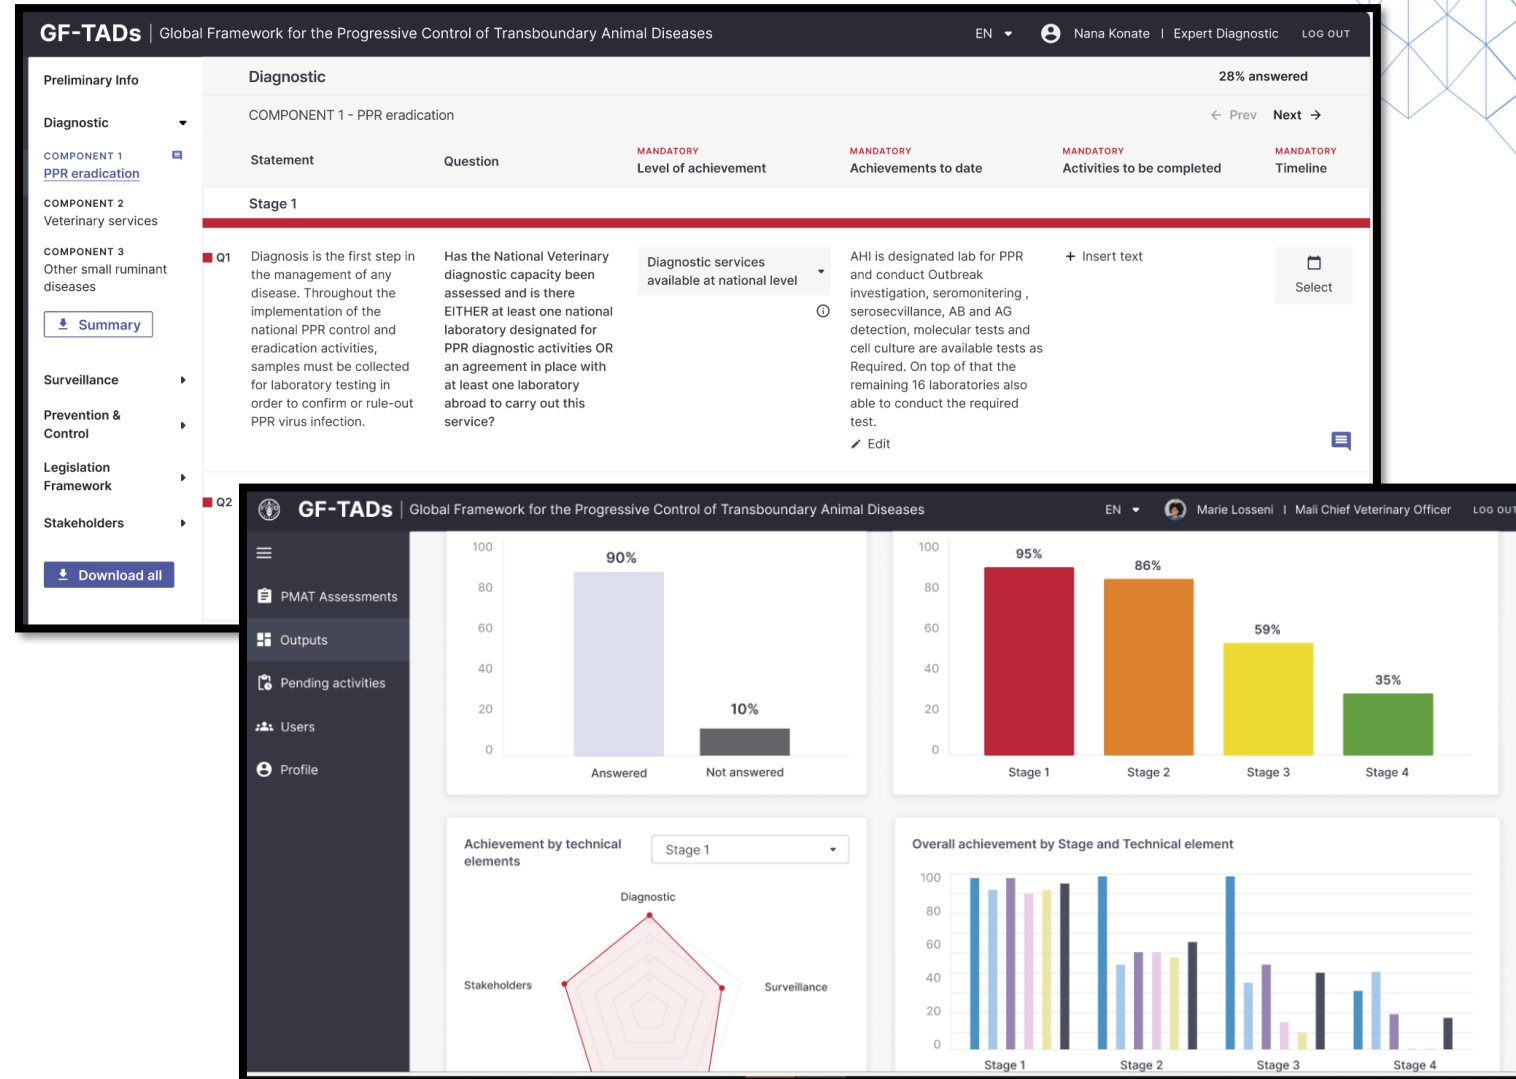 GF-TADs | Global Framework for the Progressive Control of Transboundary Animal Diseases
EN
Nana Konate | Expert Diagnostic
LOG OUT
Preliminary Info
Diagnostic
COMPONENT 1
PPR eradication
COMPONENT 2
Veterinary services
COMPONENT 3
Other small ruminant
diseases
Summary
Surveillance
Prevention &
Control
Legislation
Framework
Stakeholders
Download all
Diagnostic
28% answered
COMPONENT 1 - PPR eradication
← Prev
Next →
Statement
Question
MANDATORY
Level of achievement
MANDATORY
Achievements to date
MANDATORY
Activities to be completed
MANDATORY
Timeline
Stage 1
Q1
Diagnosis is the first step in
the management of any
disease. Throughout the
implementation of the
national PPR control and
eradication activities,
samples must be collected
for laboratory testing in
order to confirm or rule-out
PPR virus infection.
Has the National Veterinary
diagnostic capacity been
assessed and is there
EITHER at least one national
laboratory designated for
PPR diagnostic activities OR
an agreement in place with
at least one laboratory
abroad to carry out this
service?
Diagnostic services
available at national level
AHI is designated lab for PPR
and conduct Outbreak
investigation, seromonitering ,
serosecvillance, AB and AG
detection, molecular tests and
cell culture are available tests as
Required. On top of that the
remaining 16 laboratories also
able to conduct the required
test.
Edit
+ Insert text
Select
Q2
GF-TADs | Global Framework for the Progressive Control of Transboundary Animal Diseases
EN
Marie Losseni | Mali Chief Veterinary Officer
LOG OUT
PMAT Assessments
Outputs
Pending activities
Users
Profile
100
80
60
40
20
0
90%
10%
Answered
Not answered
100
80
60
40
20
0
95%
86%
59%
35%
Stage 1
Stage 2
Stage 3
Stage 4
Achievement by technical
elements
Stage 1
Diagnostic
Stakeholders
Surveillance
Overall achievement by Stage and Technical element
100
80
60
40
20
0
Stage 1
Stage 2
Stage 3
Stage 4